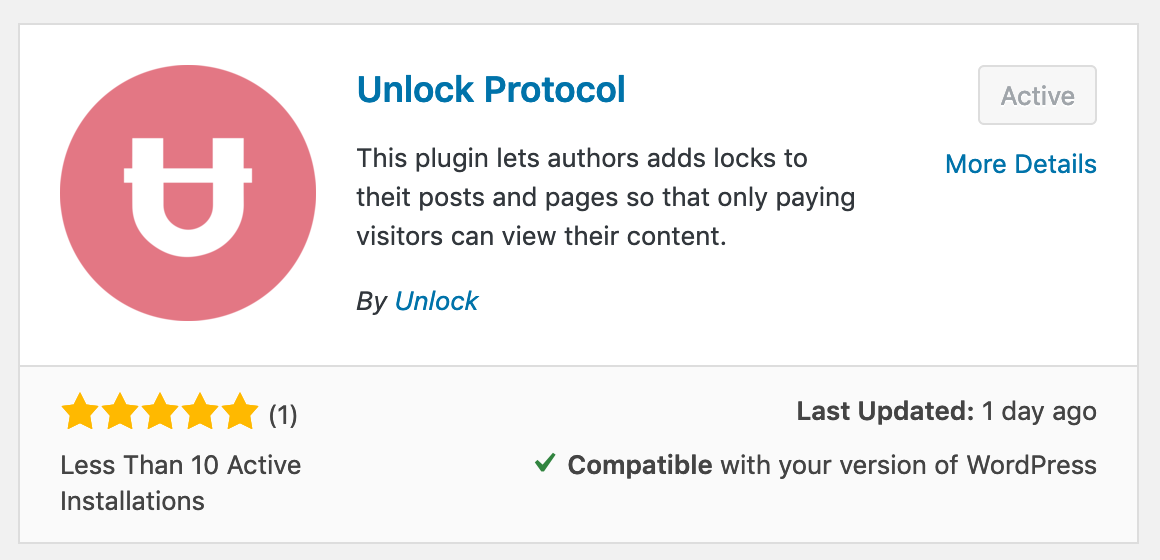 Unlock Protocol
Active
More Details
This plugin lets authors adds locks to
theit posts and pages so that only paying
visitors can view their content.
By Unlock
(1)
Less Than 10 Active
Installations
Last Updated: 1 day ago
Compatible with your version of WordPress